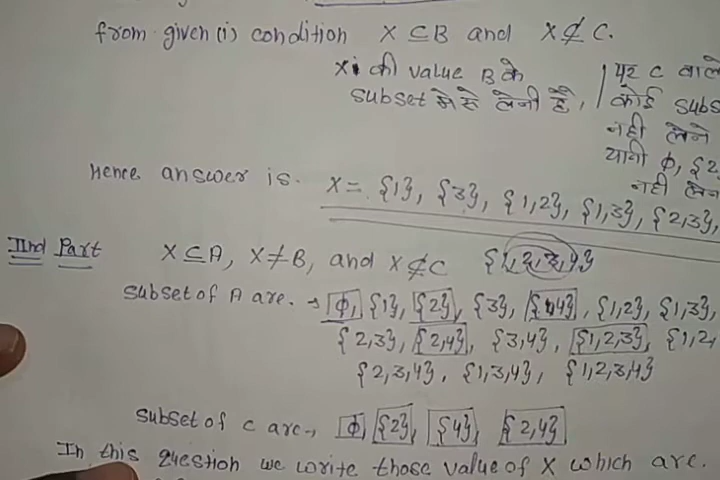 from given (i) condition X ⊆ B and X ⊄ C.
X की value B के
subset मे से लेनी है,
पर C वाले
कोई subs
नही लेने
यानी ϕ, {2,
नही लेन
Hence answer is. X = {1}, {3}, {1,2}, {1,3}, {2,3},
IInd Part X ⊆ A, X ≠ B, and X ⊄ C {1,2,3,4}
subset of A are. → ϕ, {1}, {2}, {3}, {4}, {1,2}, {1,3},
{2,3}, {2,4}, {3,4}, {1,2,3}, {1,2,
{2,3,4}, {1,3,4}, {1,2,3,4}
subset of C are → ϕ {2}, {4}, {2,4}
In this question we write those value of X which are.